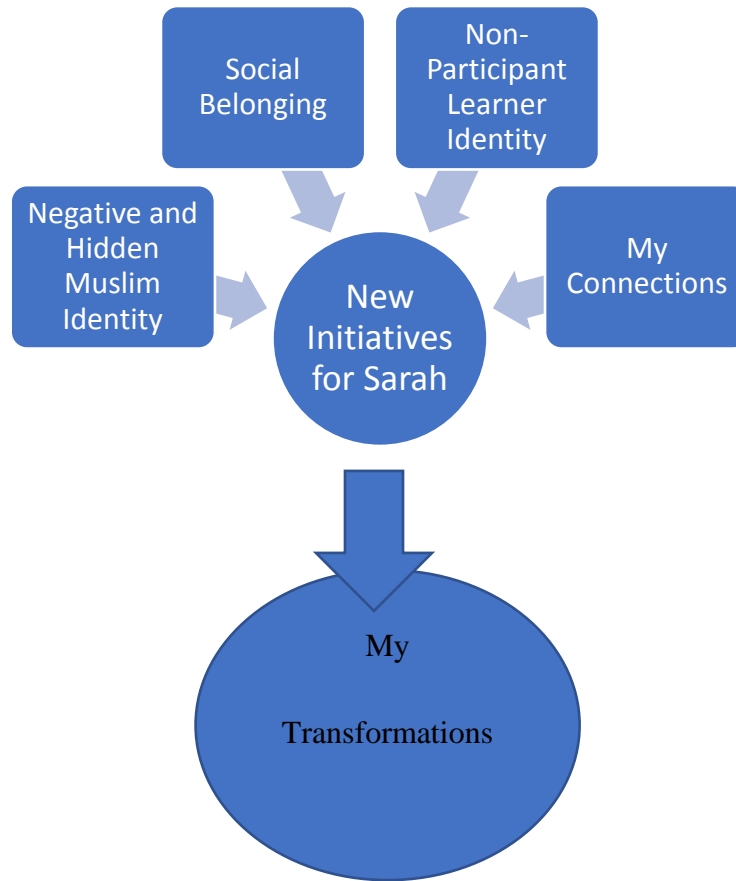 Negative and
Hidden
Muslim
Identity
Social
Belonging
Non-
Participant
Learner
Identity
My
Connections
New
Initiatives
for Sarah
My
Transformations